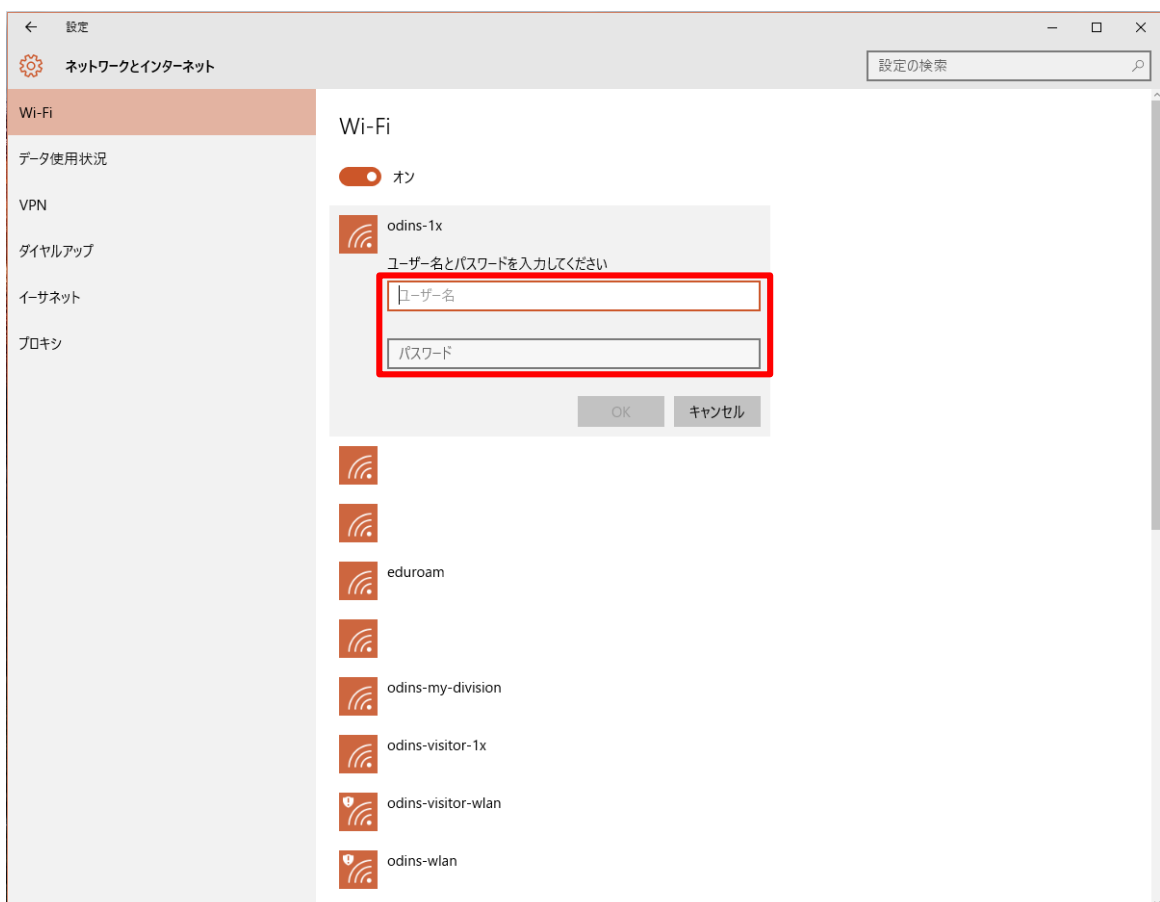 設定
ネットワークとインターネット
設定の検索
Wi-Fi
データ使用状況
VPN
ダイヤルアップ
イーサネット
プロキシ
Wi-Fi
オン
odins-1x
ユーザー名とパスワードを入力してください
ユーザー名
パスワード
OK キャンセル
eduroam
odins-my-division
odins-visitor-1x
odins-visitor-wlan
odins-wlan